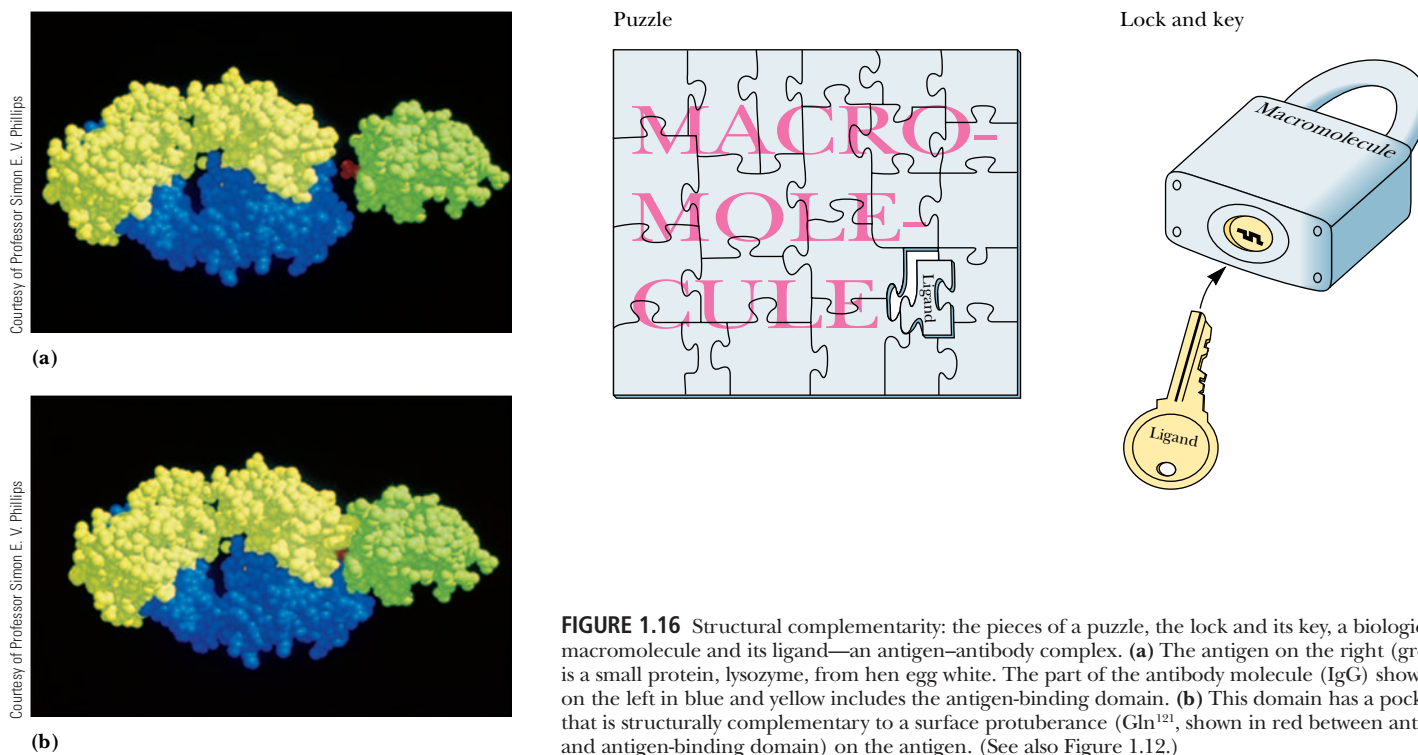 Courtesy of Professor Simon E. V. Phillips
(a)
Courtesy of Professor Simon E. V. Phillips
(b)
Puzzle
MACRO-
MOLE-
CULE
Ligand
Lock and key
Macromolecule
Ligand
FIGURE 1.16 Structural complementarity: the pieces of a puzzle, the lock and its key, a biologic
macromolecule and its ligand—an antigen–antibody complex. (a) The antigen on the right (gre
is a small protein, lysozyme, from hen egg white. The part of the antibody molecule (IgG) show
on the left in blue and yellow includes the antigen-binding domain. (b) This domain has a pock
that is structurally complementary to a surface protuberance (Gln¹²¹, shown in red between anti
and antigen-binding domain) on the antigen. (See also Figure 1.12.)